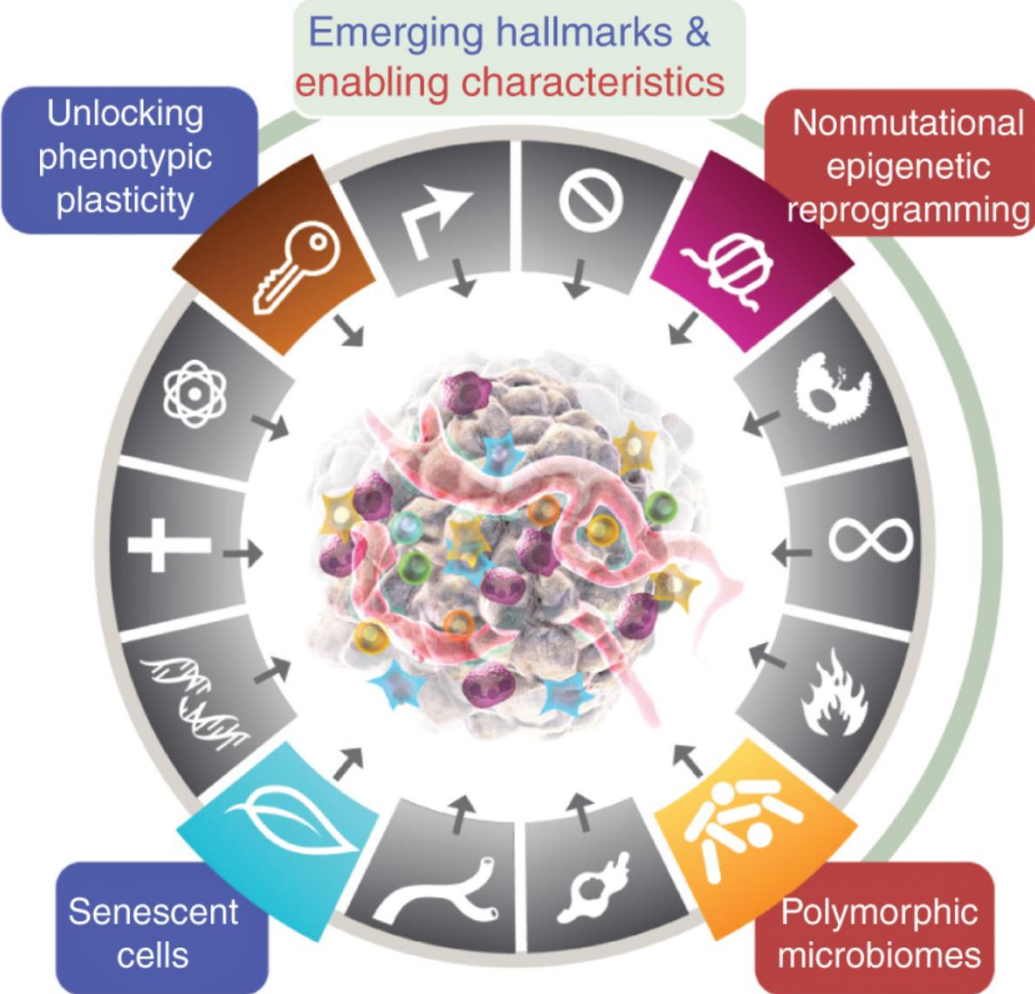 Emerging hallmarks &
enabling characteristics
Unlocking
phenotypic
plasticity
Nonmutational
epigenetic
reprogramming
Senescent
cells
Polymorphic
microbiomes